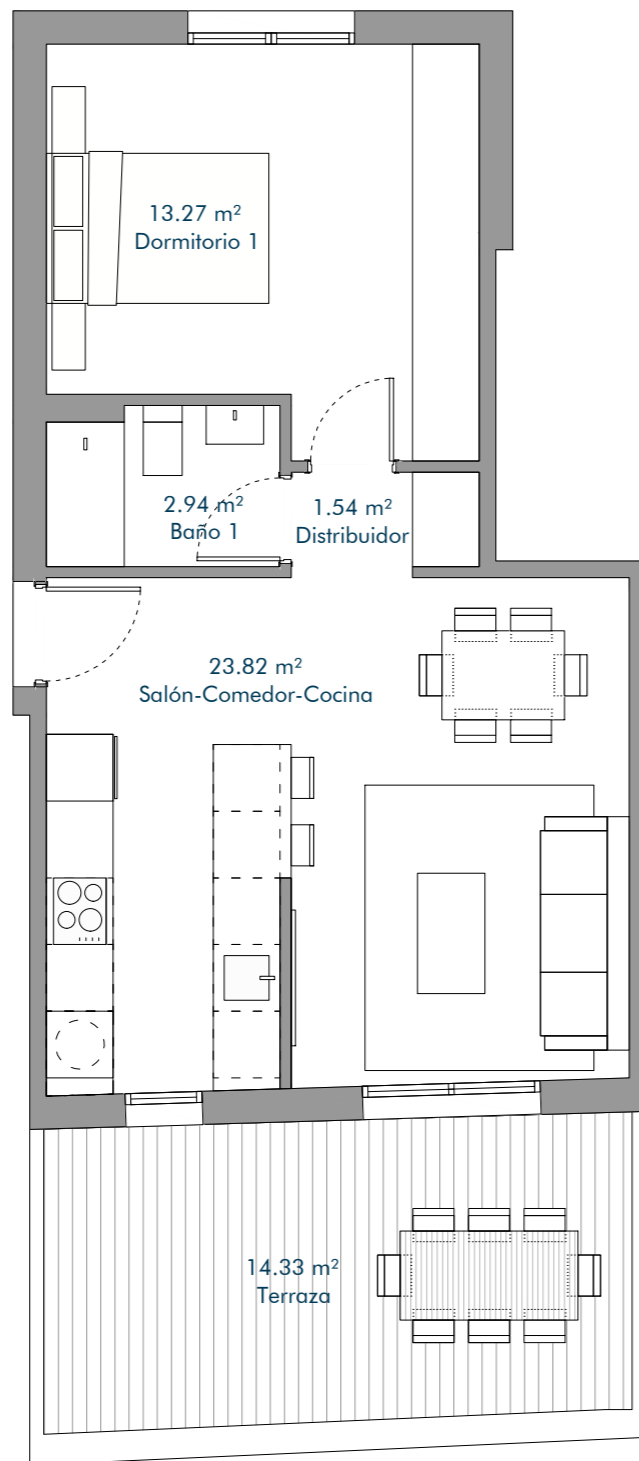 13.27 m²
Dormitorio 1
2.94 m²
Baño 1
1.54 m²
Distribuidor
23.82 m²
Salón-Comedor-Cocina
14.33 m²
Terraza